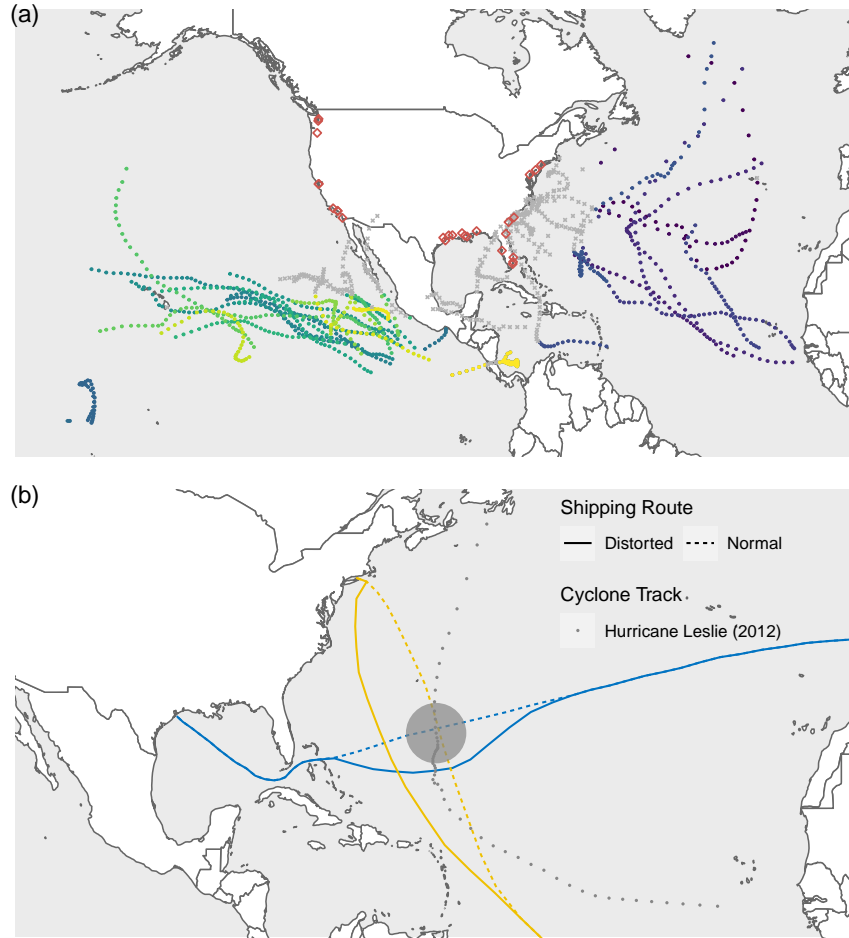 (a)
(b)
Shipping Route
Distorted Normal
Cyclone Track
Hurricane Leslie (2012)